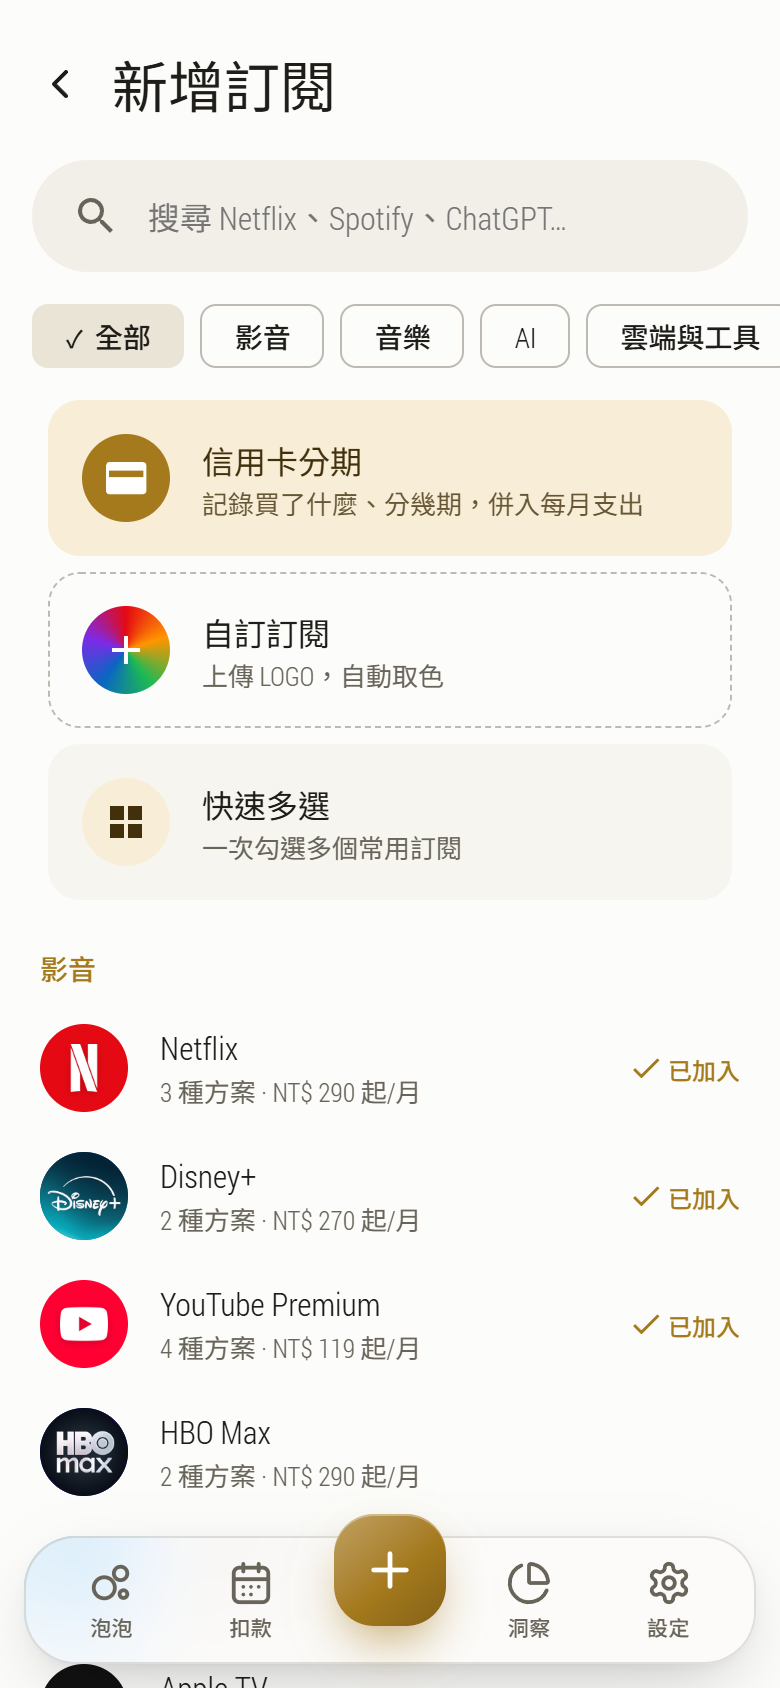 新增訂閱
搜尋 Netflix、Spotify、ChatGPT...
✓ 全部
影音
音樂
AI
雲端與工具
信用卡分期
記錄買了什麼、分幾期，併入每月支出
自訂訂閱
上傳 LOGO，自動取色
快速多選
一次勾選多個常用訂閱
影音
N
Netflix
3 種方案 · NT$ 290 起/月
已加入
Disney+
Disney+
2 種方案 · NT$ 270 起/月
已加入
YouTube Premium
4 種方案 · NT$ 119 起/月
已加入
HBO
max
HBO Max
2 種方案 · NT$ 290 起/月
泡泡
扣款
洞察
設定
Apple TV